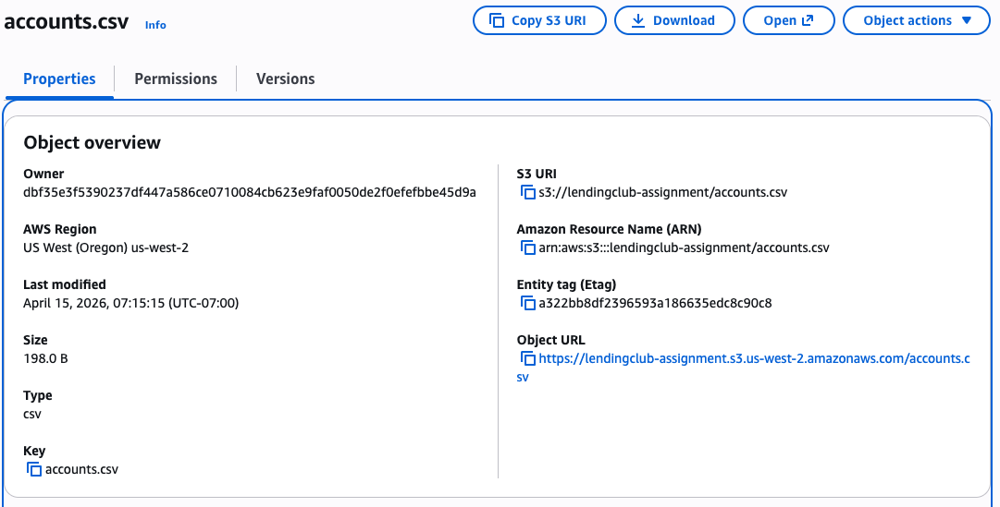 accounts.csv Info
Copy S3 URI
Download
Open
Object actions
Properties
Permissions
Versions
Object overview
Owner
dbf35e3f5390237df447a586ce0710084cb623e9faf0050de2f0efefbbe45d9a
AWS Region
US West (Oregon) us-west-2
Last modified
April 15, 2026, 07:15:15 (UTC-07:00)
Size
198.0 B
Type
csv
Key
accounts.csv
S3 URI
s3://lendingclub-assignment/accounts.csv
Amazon Resource Name (ARN)
arn:aws:s3:::lendingclub-assignment/accounts.csv
Entity tag (Etag)
a322bb8df2396593a186635edc8c90c8
Object URL
https://lendingclub-assignment.s3.us-west-2.amazonaws.com/accounts.c
sv